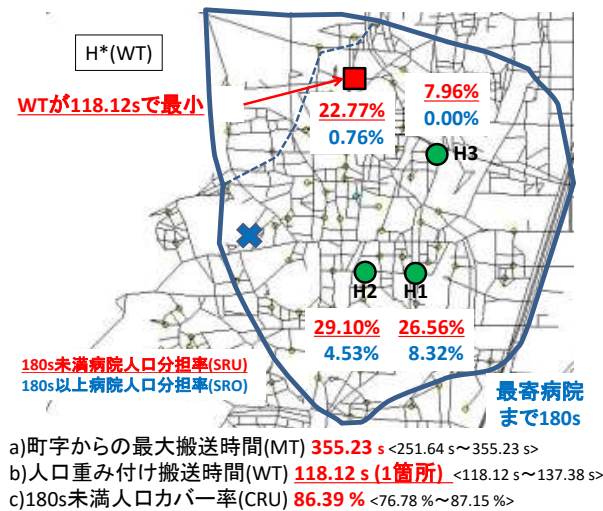 H*(WT)
WTが118.12sで最小
22.77%
0.76%
7.96%
0.00%
H3
H2
H1
29.10%
4.53%
26.56%
8.32%
180s未満病院人口分担率(SRU)
180s以上病院人口分担率(SRO)
最寄病院
まで180s
a)町字からの最大搬送時間(MT) 355.23 s <251.64 s～355.23 s>
b)人口重み付け搬送時間(WT) 118.12 s (1箇所) <118.12 s～137.38 s>
c)180s未満人口カバー率(CRU) 86.39 % <76.78 %～87.15 %>